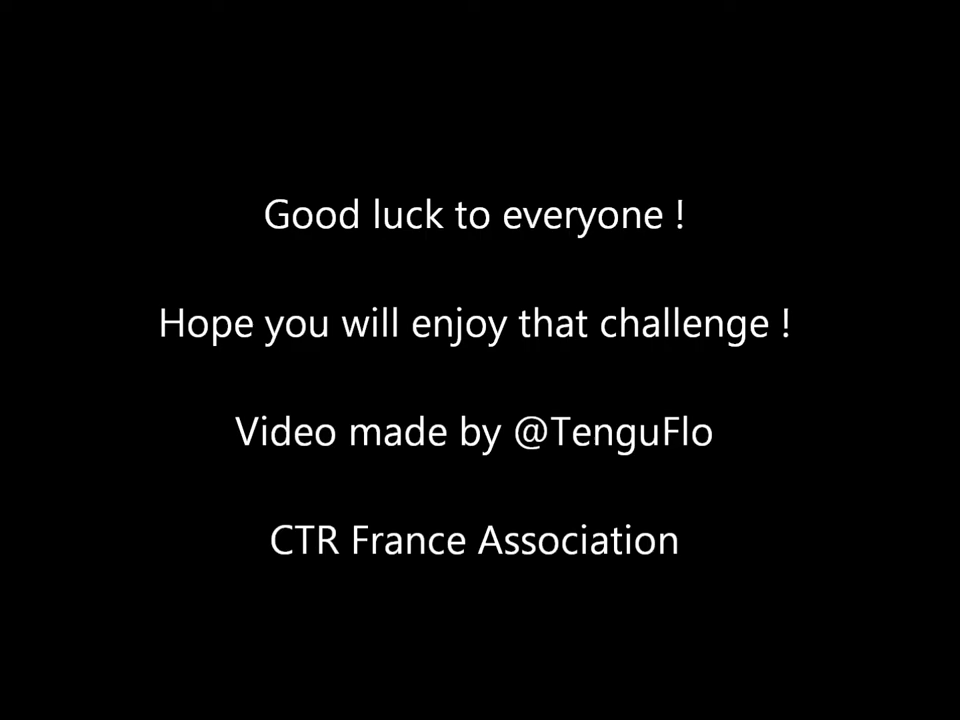 Good luck to everyone !
Hope you will enjoy that challenge !
Video made by @TenguFlo
CTR France Association